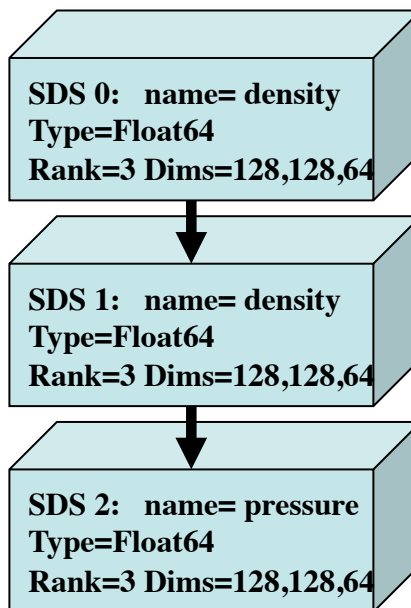 SDS 0: name= density
Type=Float64
Rank=3 Dims=128,128,64
SDS 1: name= density
Type=Float64
Rank=3 Dims=128,128,64
SDS 2: name= pressure
Type=Float64
Rank=3 Dims=128,128,64